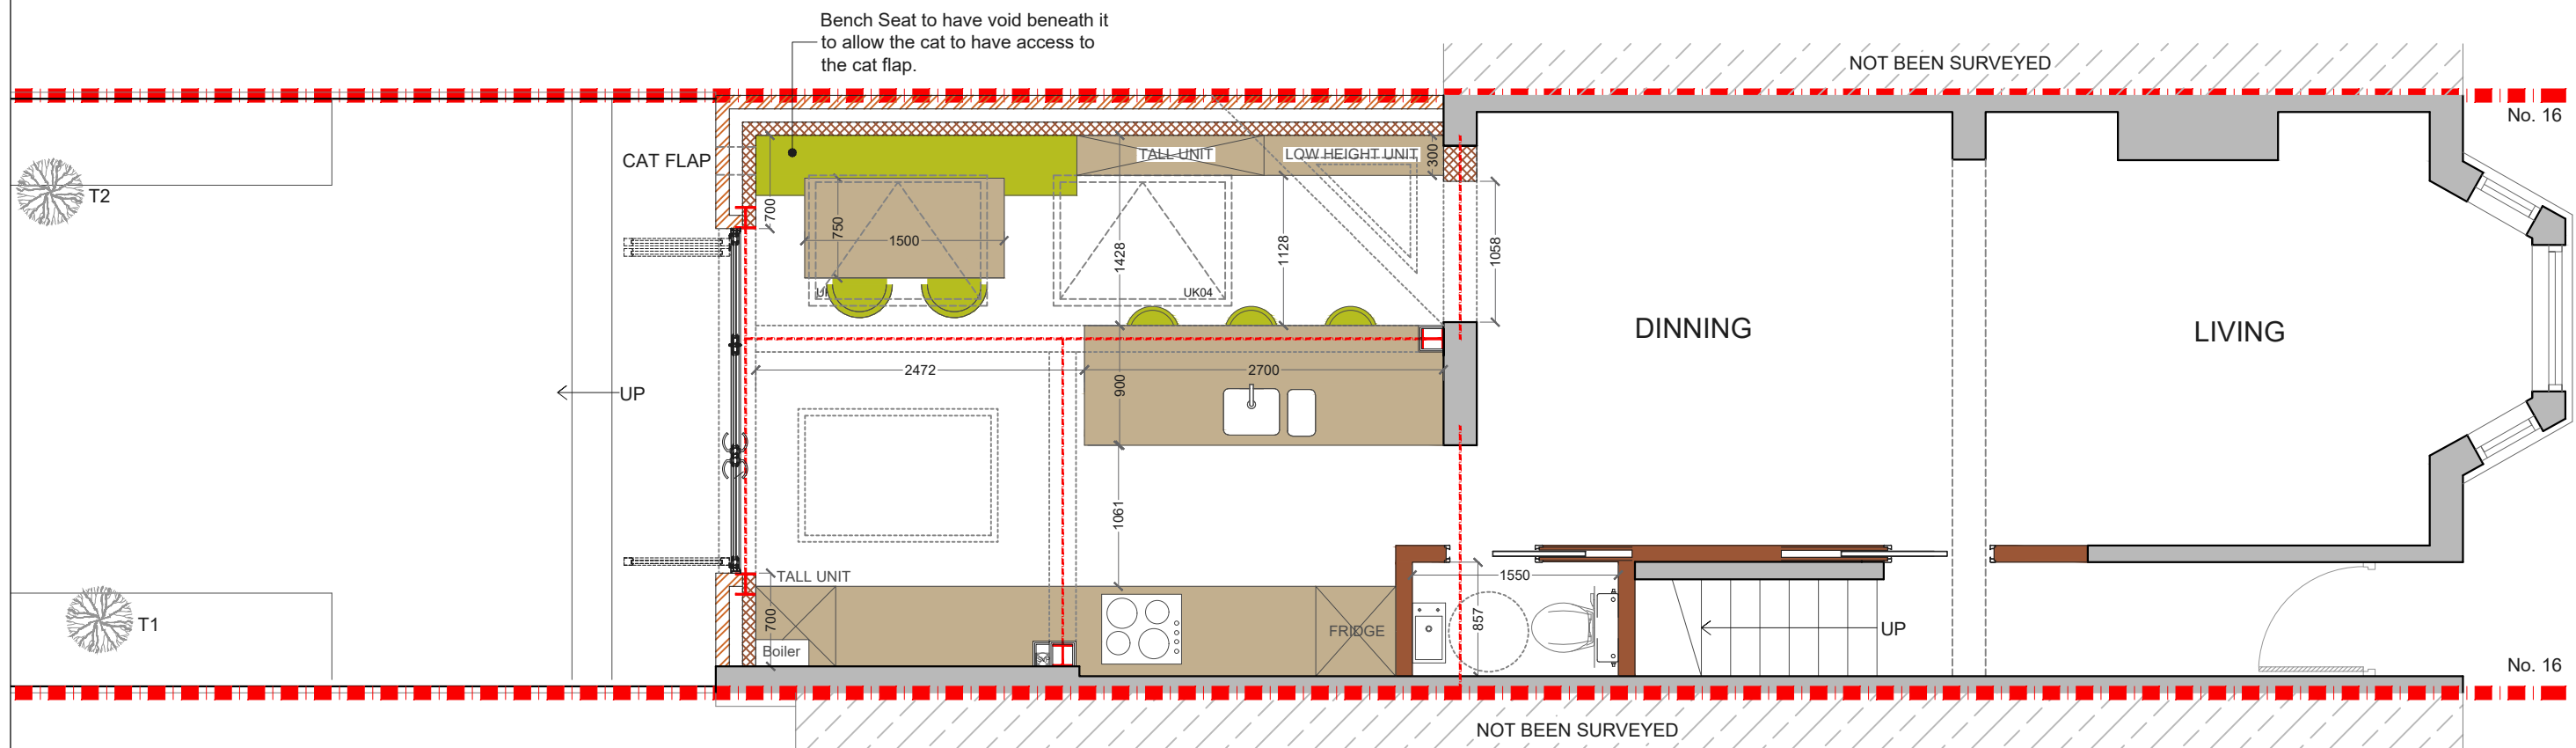 Bench Seat to have void beneath it
to allow the cat to have access to
the cat flap.
NOT BEEN SURVEYED
No. 16
CAT FLAP
TALL UNIT
LOW HEIGHT UNIT
300
T2
700
750
1500
1428
1128
1058
UK04
DINNING
LIVING
2472
2700
900
UP
1061
TALL UNIT
1550
700
857
T1
Boiler
FRIDGE
UP
No. 16
NOT BEEN SURVEYED